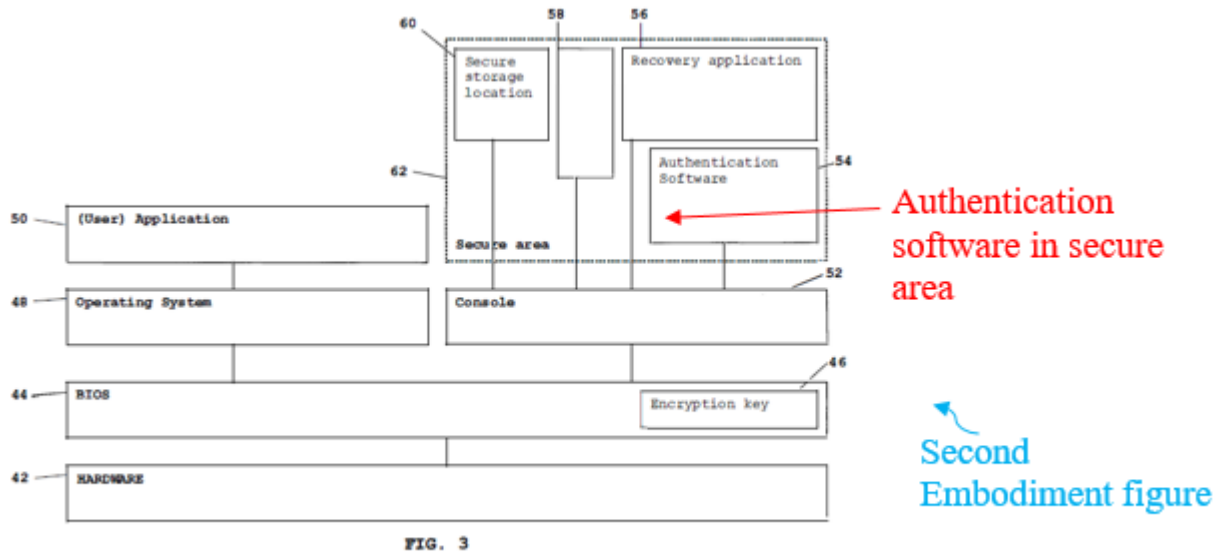 58
60
56
Secure
storage
location
Recovery application
62
Authentication
Software
54
Authentication
software in secure
area
50
(User) Application
Secure area
52
48
Operating System
Console
46
44
BIOS
Encryption key
Second
Embodiment figure
42
HARDWARE
FIG. 3